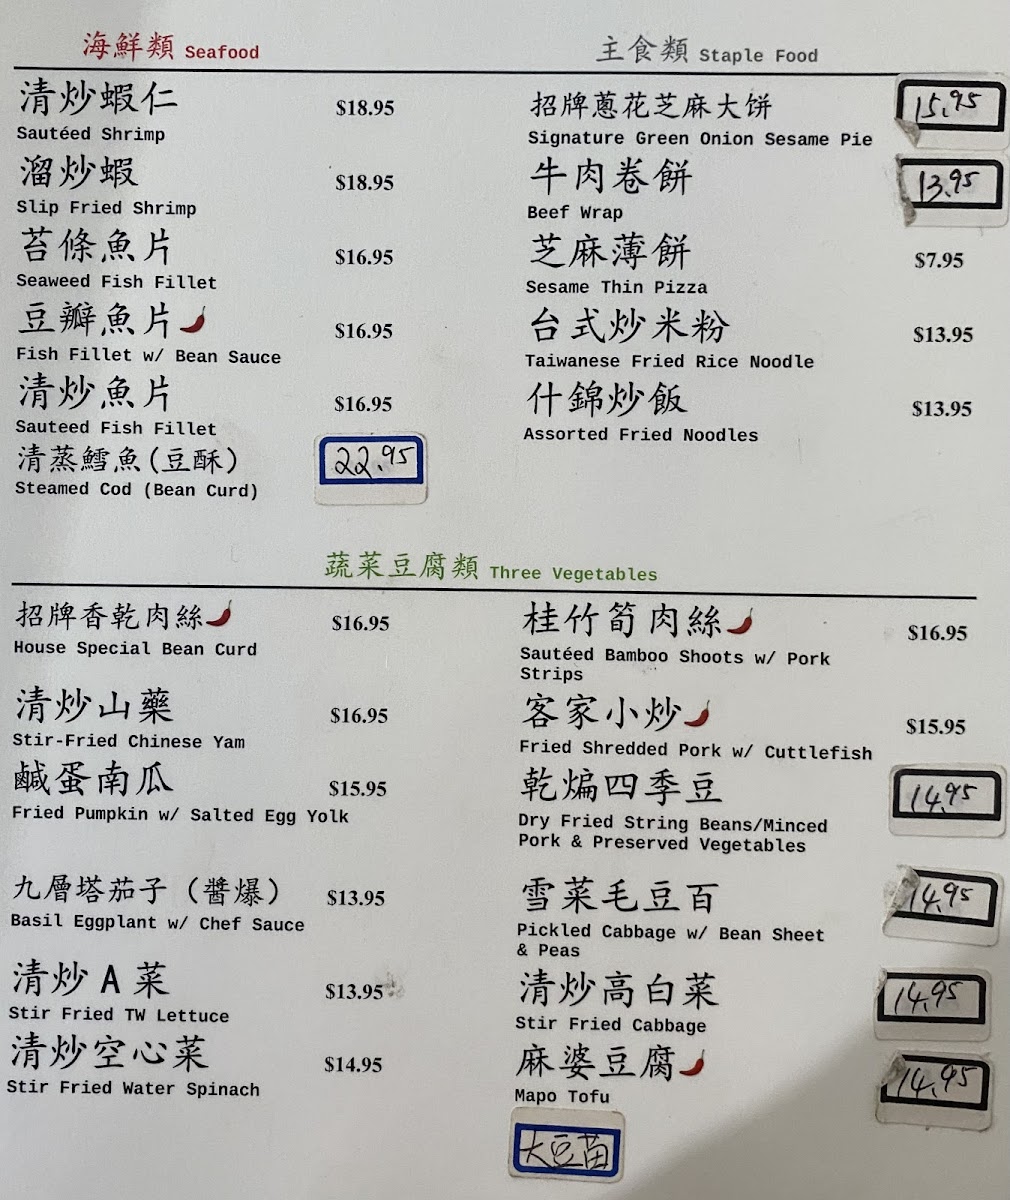 海鮮類 Seafood
清炒蝦仁 $18.95
Sautéed Shrimp
溜炒蝦 $18.95
Slip Fried Shrimp
苔條魚片 $16.95
Seaweed Fish Fillet
豆瓣魚片 $16.95
Fish Fillet w/ Bean Sauce
清炒魚片 $16.95
Sauteed Fish Fillet
清蒸鱈魚(豆酥) 22.95
Steamed Cod (Bean Curd)
主食類 Staple Food
招牌蔥花芝麻大饼 15.95
Signature Green Onion Sesame Pie
牛肉卷餅 13.95
Beef Wrap
芝麻薄餅 $7.95
Sesame Thin Pizza
台式炒米粉 $13.95
Taiwanese Fried Rice Noodle
什錦炒飯 $13.95
Assorted Fried Noodles
蔬菜豆腐類 Three Vegetables
招牌香乾肉絲 $16.95
House Special Bean Curd
清炒山藥 $16.95
Stir-Fried Chinese Yam
鹹蛋南瓜 $15.95
Fried Pumpkin w/ Salted Egg Yolk
九層塔茄子（醬爆） $13.95
Basil Eggplant w/ Chef Sauce
清炒A菜 $13.95
Stir Fried TW Lettuce
清炒空心菜 $14.95
Stir Fried Water Spinach
桂竹筍肉絲 $16.95
Sautéed Bamboo Shoots w/ Pork
Strips
客家小炒 $15.95
Fried Shredded Pork w/ Cuttlefish
乾煸四季豆 14.95
Dry Fried String Beans/Minced
Pork & Preserved Vegetables
雪菜毛豆百 14.95
Pickled Cabbage w/ Bean Sheet
& Peas
清炒高白菜 14.95
Stir Fried Cabbage
麻婆豆腐 14.95
Mapo Tofu
大豆苗